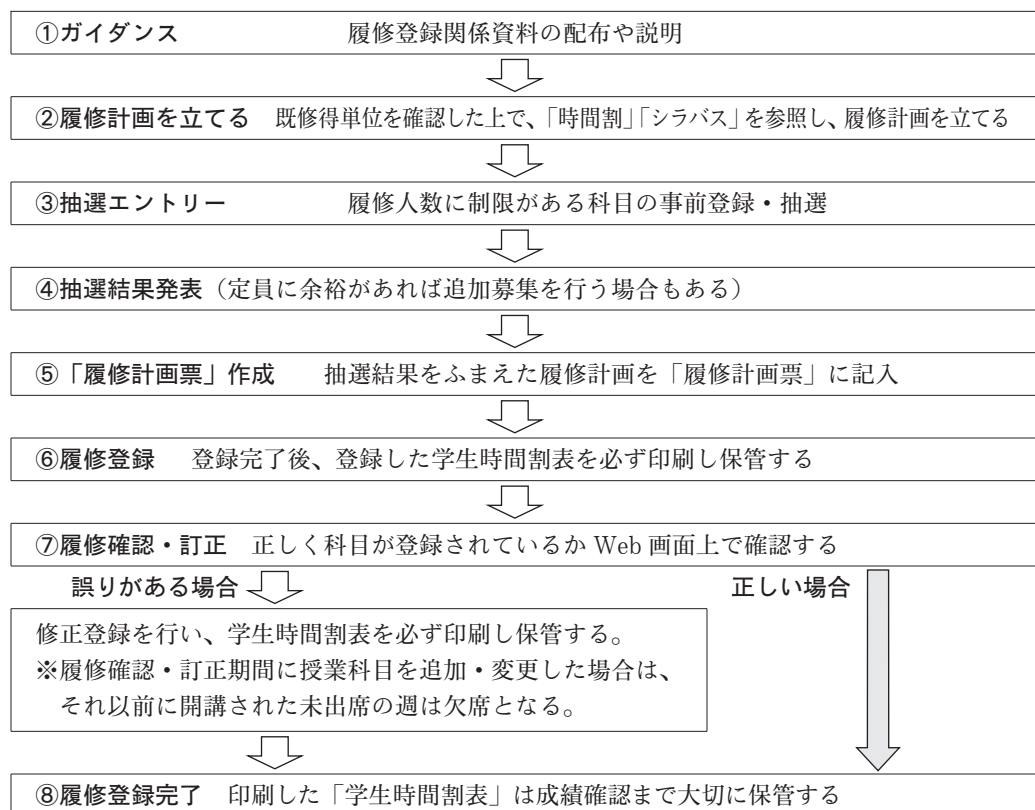 ①ガイダンス 履修登録関係資料の配布や説明
②履修計画を立てる 既修得単位を確認した上で、「時間割」「シラバス」を参照し、履修計画を立てる
③抽選エントリー 履修人数に制限がある科目の事前登録・抽選
④抽選結果発表（定員に余裕があれば追加募集を行う場合もある）
⑤「履修計画票」作成 抽選結果をふまえた履修計画を「履修計画票」に記入
⑥履修登録 登録完了後、登録した学生時間割表を必ず印刷し保管する
⑦履修確認・訂正 正しく科目が登録されているか Web 画面上で確認する
誤りがある場合 正しい場合
修正登録を行い、学生時間割表を必ず印刷し保管する。
※履修確認・訂正期間に授業科目を追加・変更した場合は、
それ以前に開講された未出席の週は欠席となる。
⑧履修登録完了 印刷した「学生時間割表」は成績確認まで大切に保管する